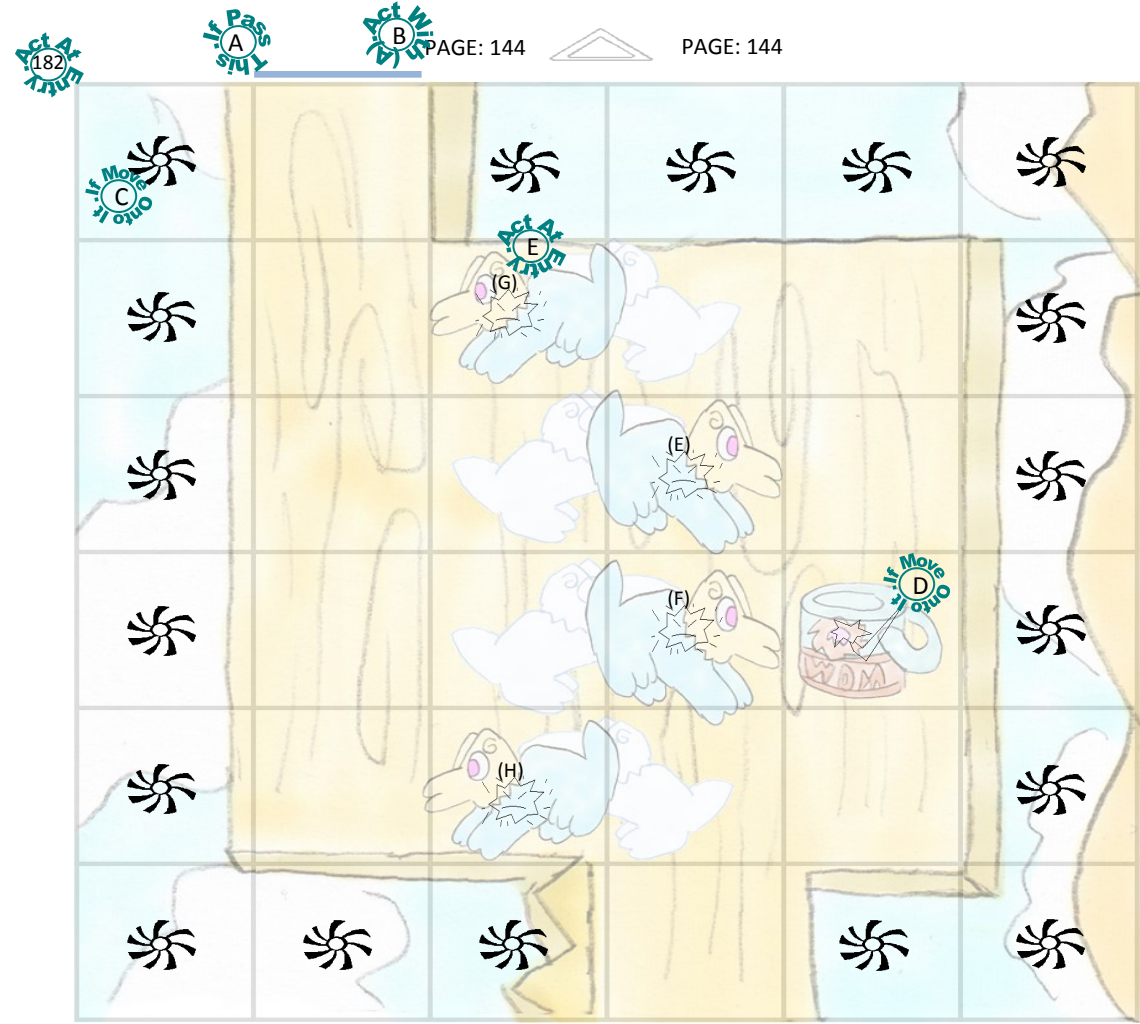 Act At Entry
182
If Pass This
A
Act With (A)
B
PAGE: 144
PAGE: 144
If Move Onto It
C
Act At Entry
E
(G)
(E)
If Move Onto It
D
(F)
WDM
(H)